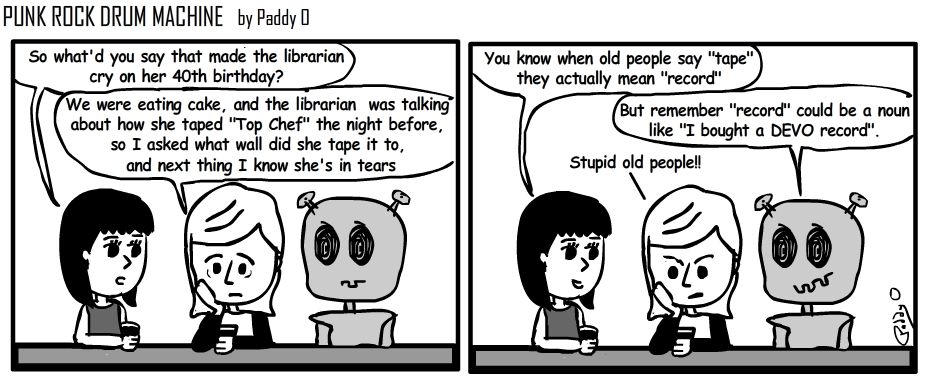 PUNK ROCK DRUM MACHINE by Paddy O
So what'd you say that made the librarian
cry on her 40th birthday?
We were eating cake, and the librarian was talking
about how she taped "Top Chef" the night before,
so I asked what wall did she tape it to,
and next thing I know she's in tears
You know when old people say "tape"
they actually mean "record"
But remember "record" could be a noun
like "I bought a DEVO record".
Stupid old people!!
Paddy O